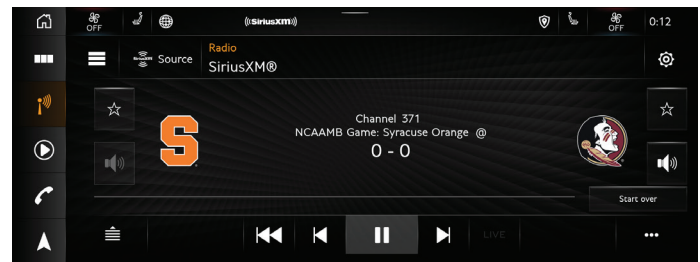 OFF
((SiriusXM))
OFF
0:12
SiriusXM
Source
Radio
SiriusXM®
Channel 371
NCAAMB Game: Syracuse Orange @
S
0 - 0
Start over
LIVE